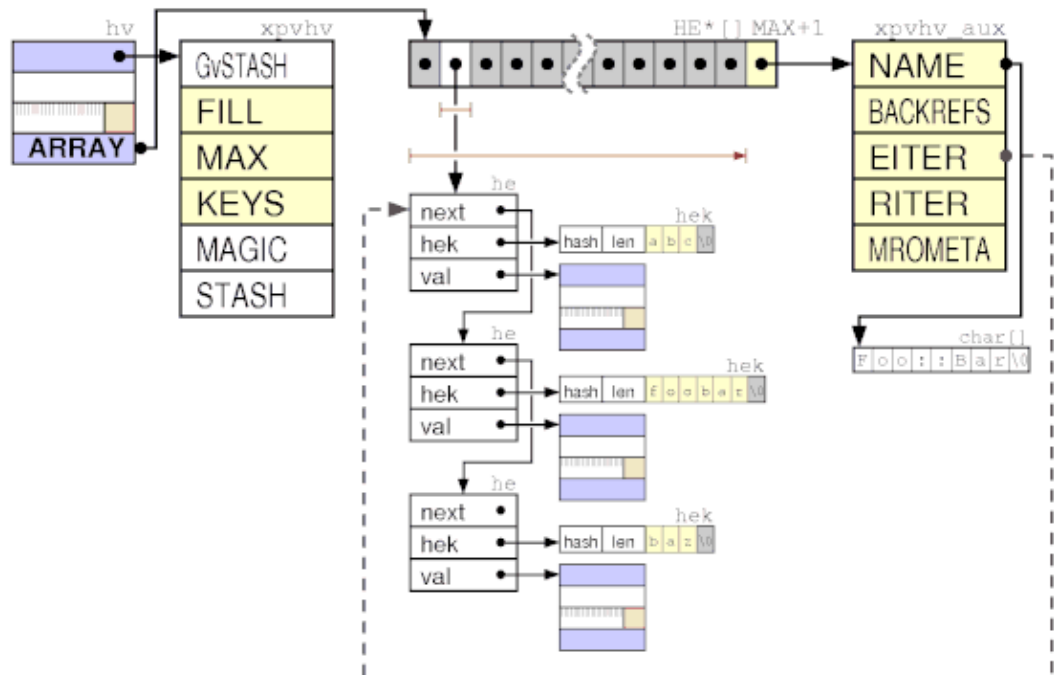 hv
xpvhv
HE*[] MAX+1
xpvhv_aux
GvSTASH
FILL
MAX
KEYS
MAGIC
STASH
ARRAY
NAME
BACKREFS
EITER
RITER
MROMETA
he
next
hek
val
hek
hash len a b c \0
he
next
hek
val
hek
hash len f o o b a r \0
he
next
hek
val
hek
hash len b a z \0
char[]
F o o : : B a r \0